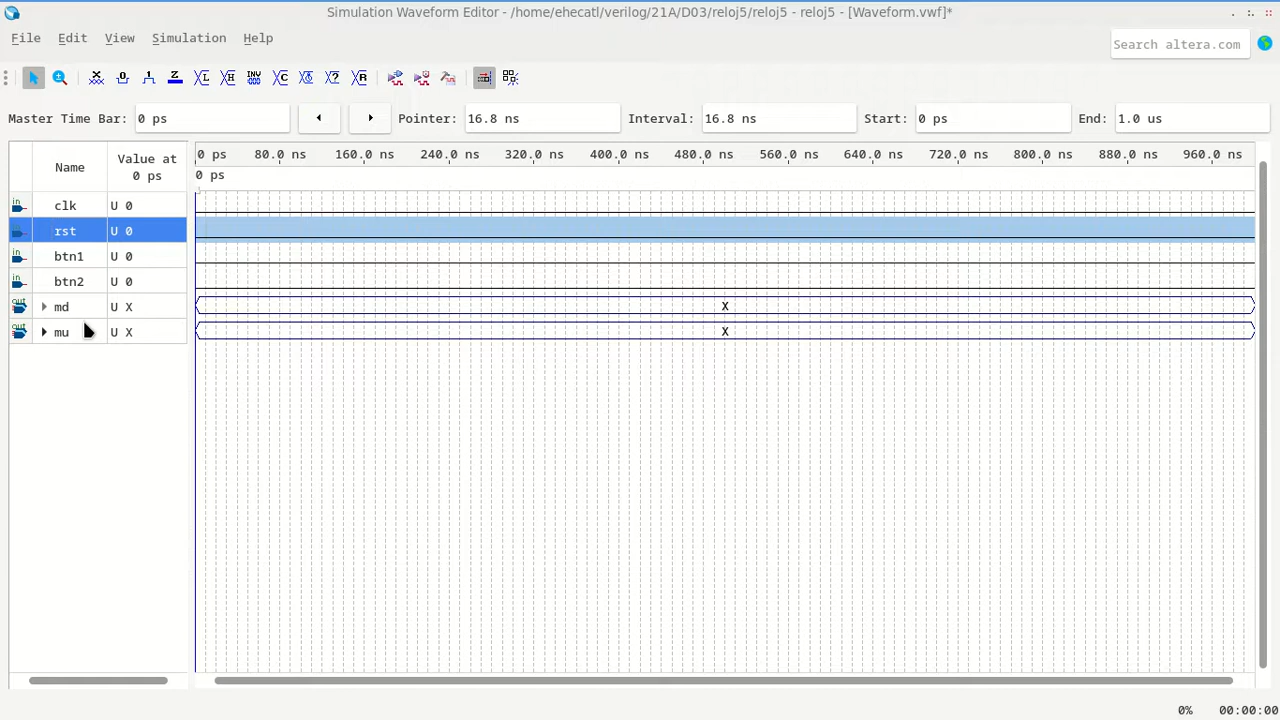 Simulation Waveform Editor - /home/ehecatl/verilog/21A/D03/reloj5/reloj5 - reloj5 - [Waveform.vwf]*
File Edit View Simulation Help
Search altera.com
Master Time Bar: 0 ps Pointer: 16.8 ns Interval: 16.8 ns Start: 0 ps End: 1.0 us
Name Value at 0 ps
0 ps 80.0 ns 160.0 ns 240.0 ns 320.0 ns 400.0 ns 480.0 ns 560.0 ns 640.0 ns 720.0 ns 800.0 ns 880.0 ns 960.0 ns
0 ps
clk U 0
rst U 0
btn1 U 0
btn2 U 0
md U X X
mu U X X
0% 00:00:00